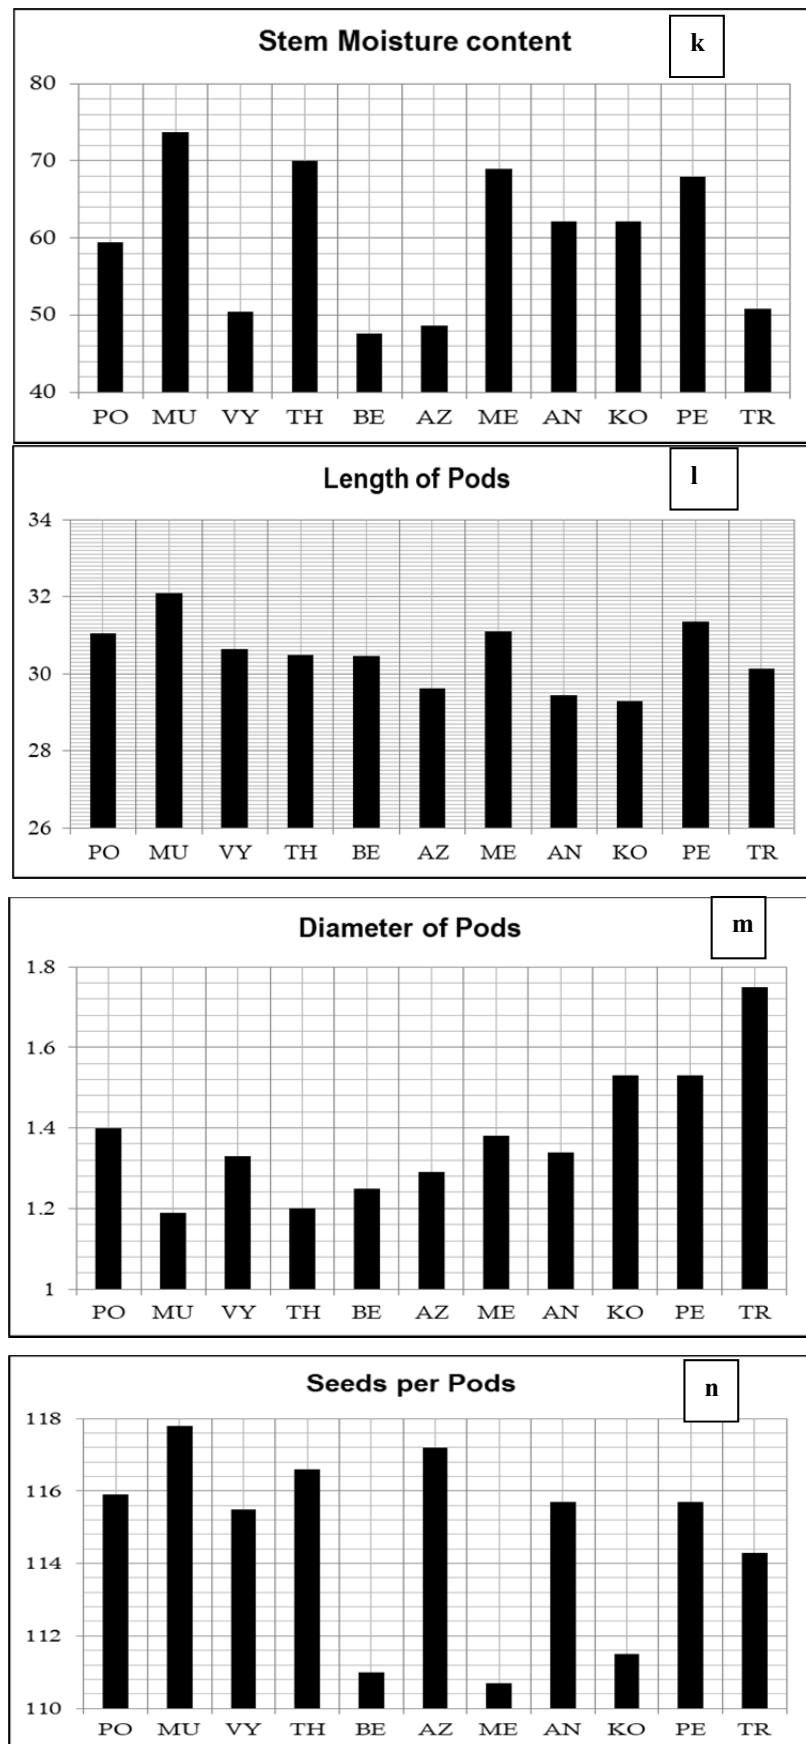 Stem Moisture content
k
80
70
60
50
40
PO MU VY TH BE AZ ME AN KO PE TR
Length of Pods
l
34
32
30
28
26
PO MU VY TH BE AZ ME AN KO PE TR
Diameter of Pods
m
1.8
1.6
1.4
1.2
1
PO MU VY TH BE AZ ME AN KO PE TR
Seeds per Pods
n
118
116
114
112
110
PO MU VY TH BE AZ ME AN KO PE TR